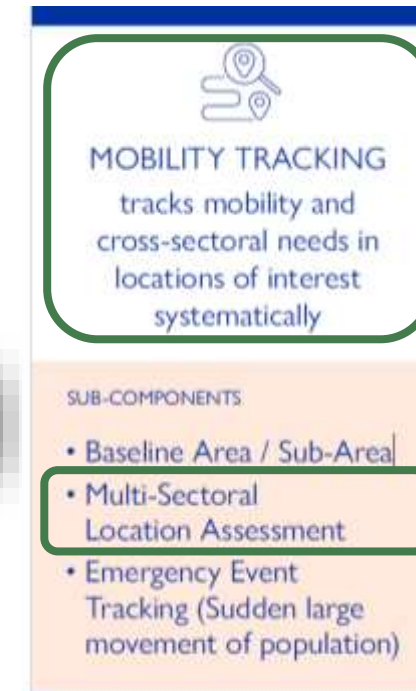 MOBILITY TRACKING
tracks mobility and
cross-sectoral needs in
locations of interest
systematically
SUB-COMPONENTS
• Baseline Area / Sub-Area
• Multi-Sectoral
Location Assessment
• Emergency Event
Tracking (Sudden large
movement of population)